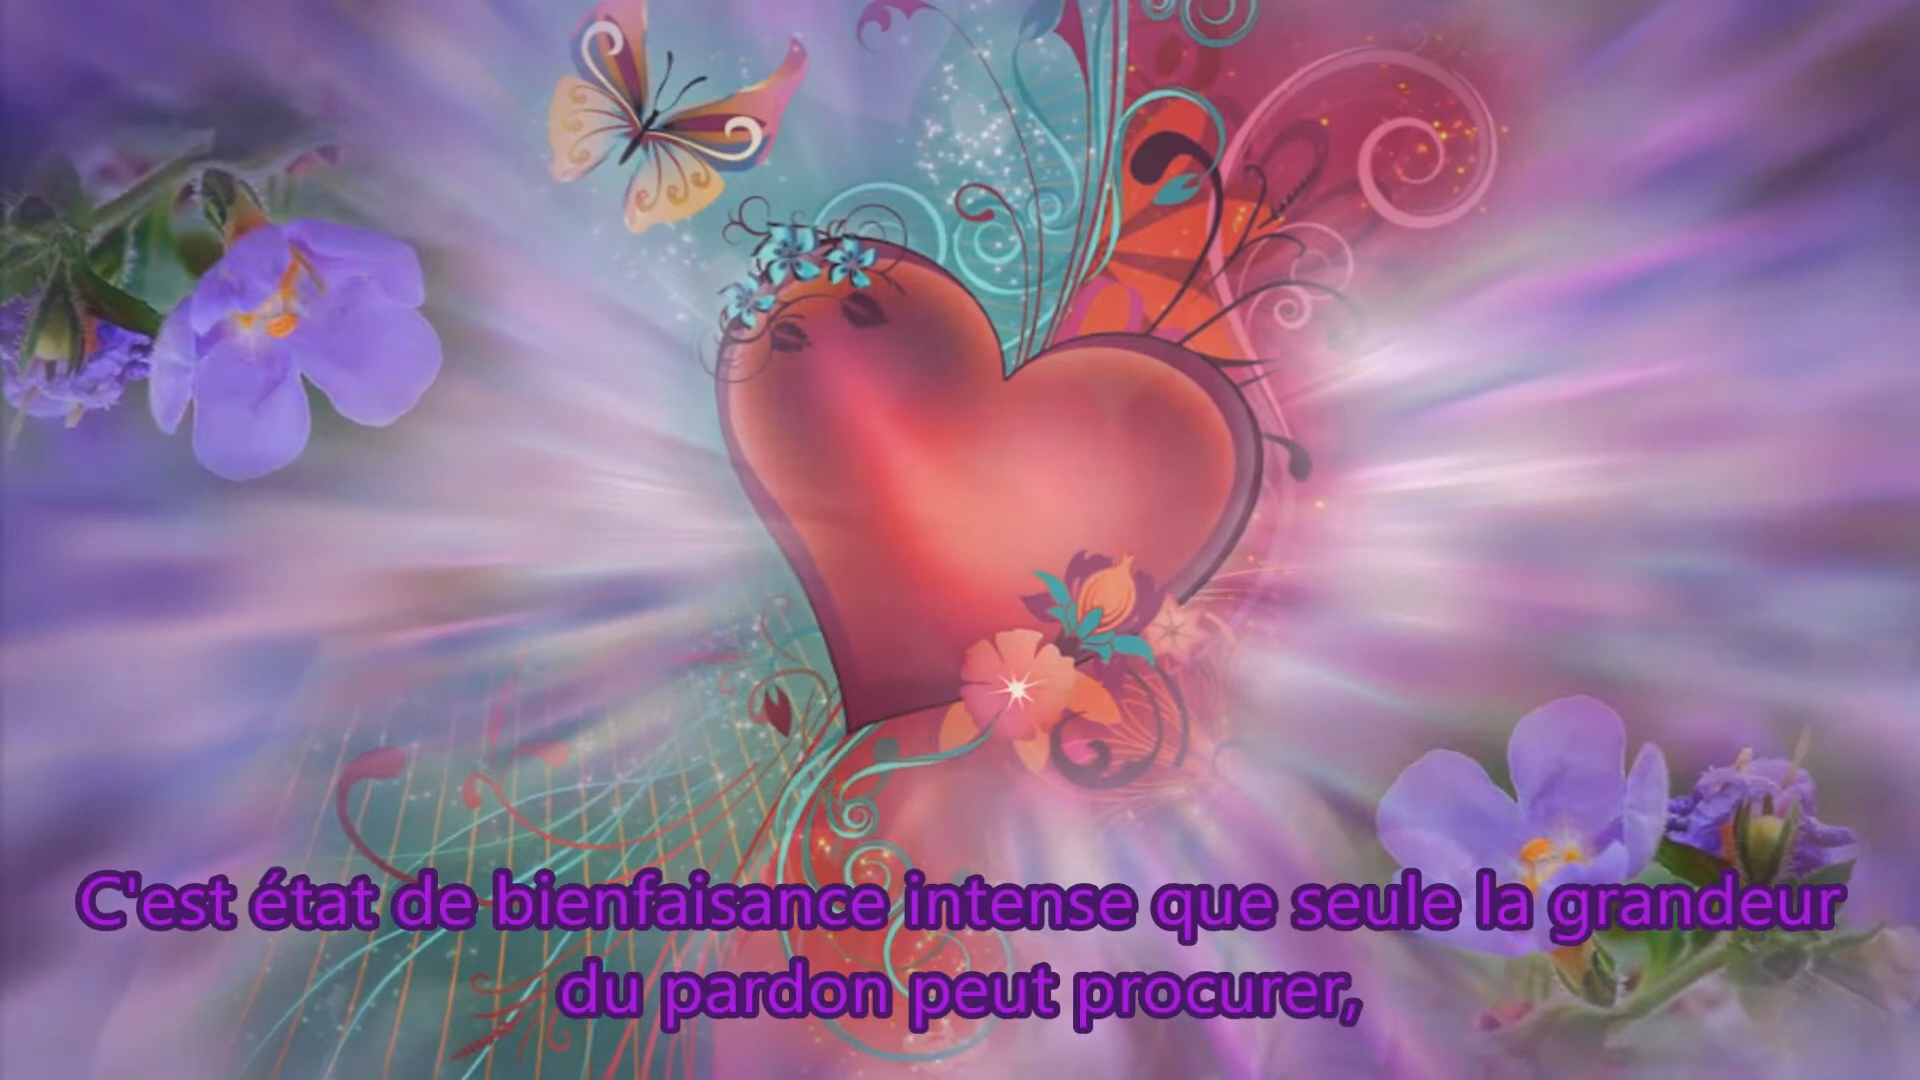 C'est état de bienfaisance intense que seule la grandeur
du pardon peut procurer,